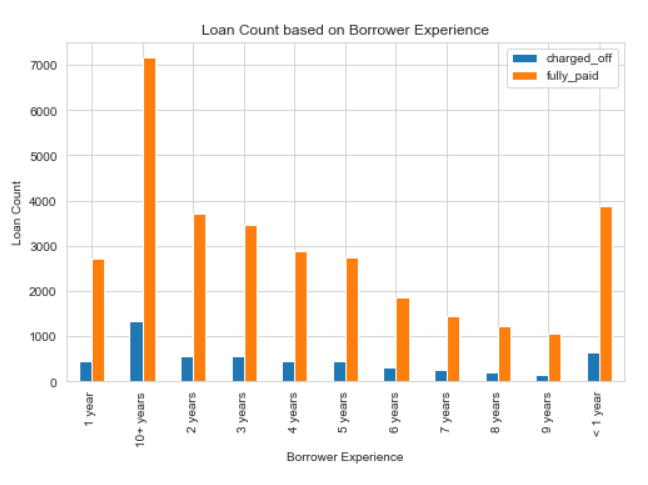 Loan Count based on Borrower Experience
charged_off
fully_paid
Loan Count
7000
6000
5000
4000
3000
2000
1000
0
1 year
10+ years
2 years
3 years
4 years
5 years
6 years
7 years
8 years
9 years
< 1 year
Borrower Experience